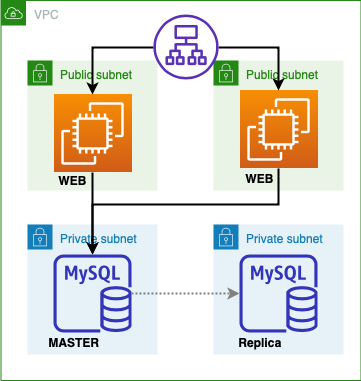 VPC
Public subnet
Public subnet
WEB
WEB
Private subnet
Private subnet
MySQL
MySQL
MASTER
Replica